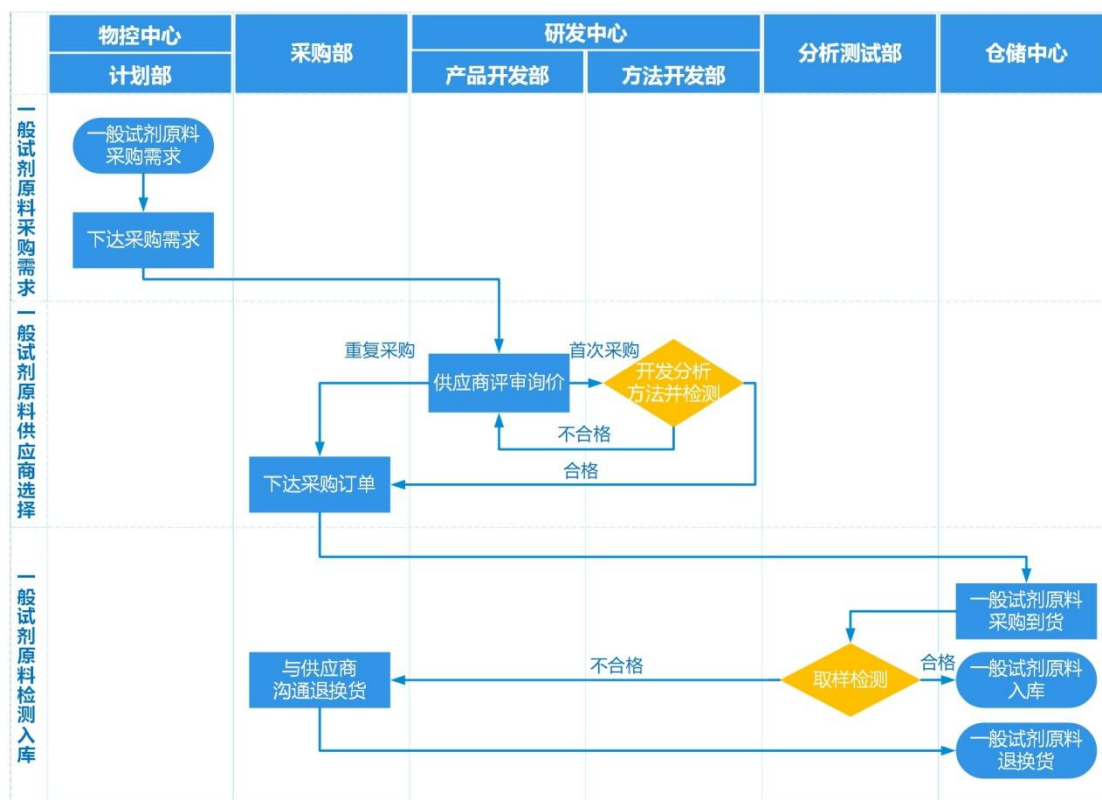 物控中心
采购部
研发中心
分析测试部
仓储中心
计划部
产品开发部
方法开发部
一般试剂原料采购需求
一般试剂原料
采购需求
下达采购需求
一般试剂原料供应商选择
重复采购
供应商评审询价
首次采购
开发分析
方法并检测
不合格
合格
下达采购订单
一般试剂原料检测入库
一般试剂原料
采购到货
与供应商
沟通退换货
不合格
取样检测
合格
一般试剂原料
入库
一般试剂原料
退换货